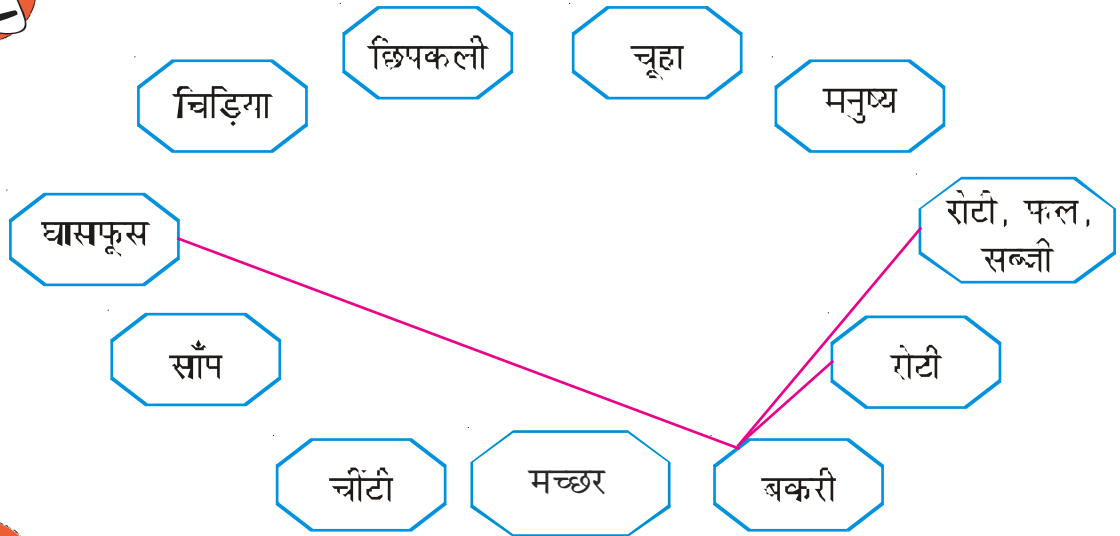 छिपकली
चूहा
चिड़िया
मनुष्य
घासफूस
रोटी, फल,
सब्ज़ी
साँप
रोटी
चींटी
मच्छर
बकरी